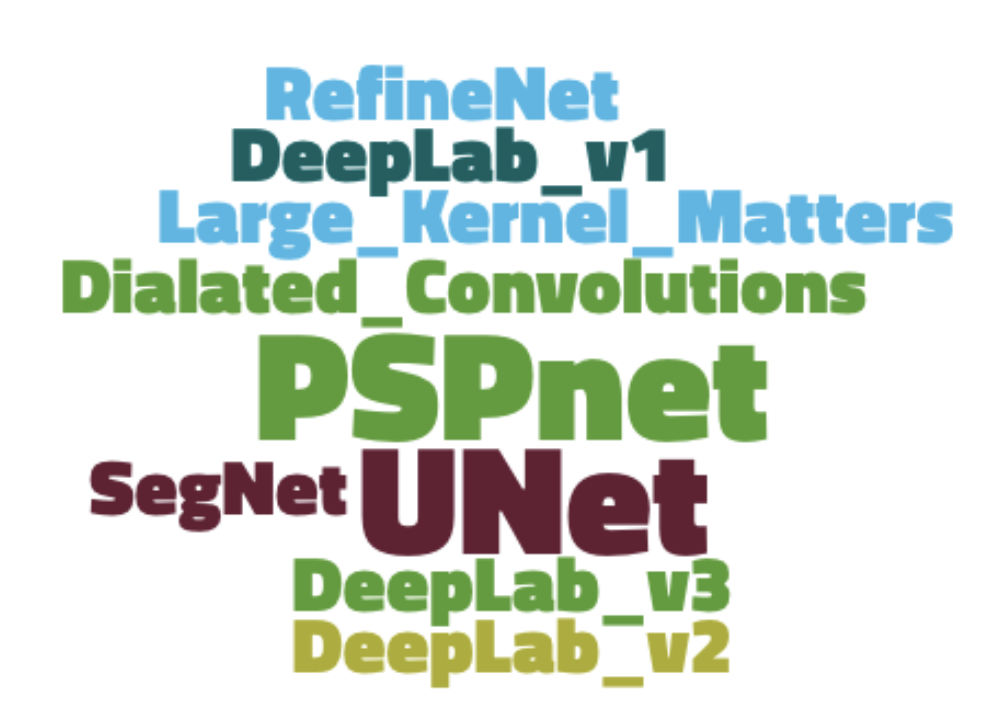 RefineNet
DeepLab_v1
Large_Kernel_Matters
Dialated_Convolutions
PSPnet
SegNet UNet
DeepLab_v3
DeepLab_v2